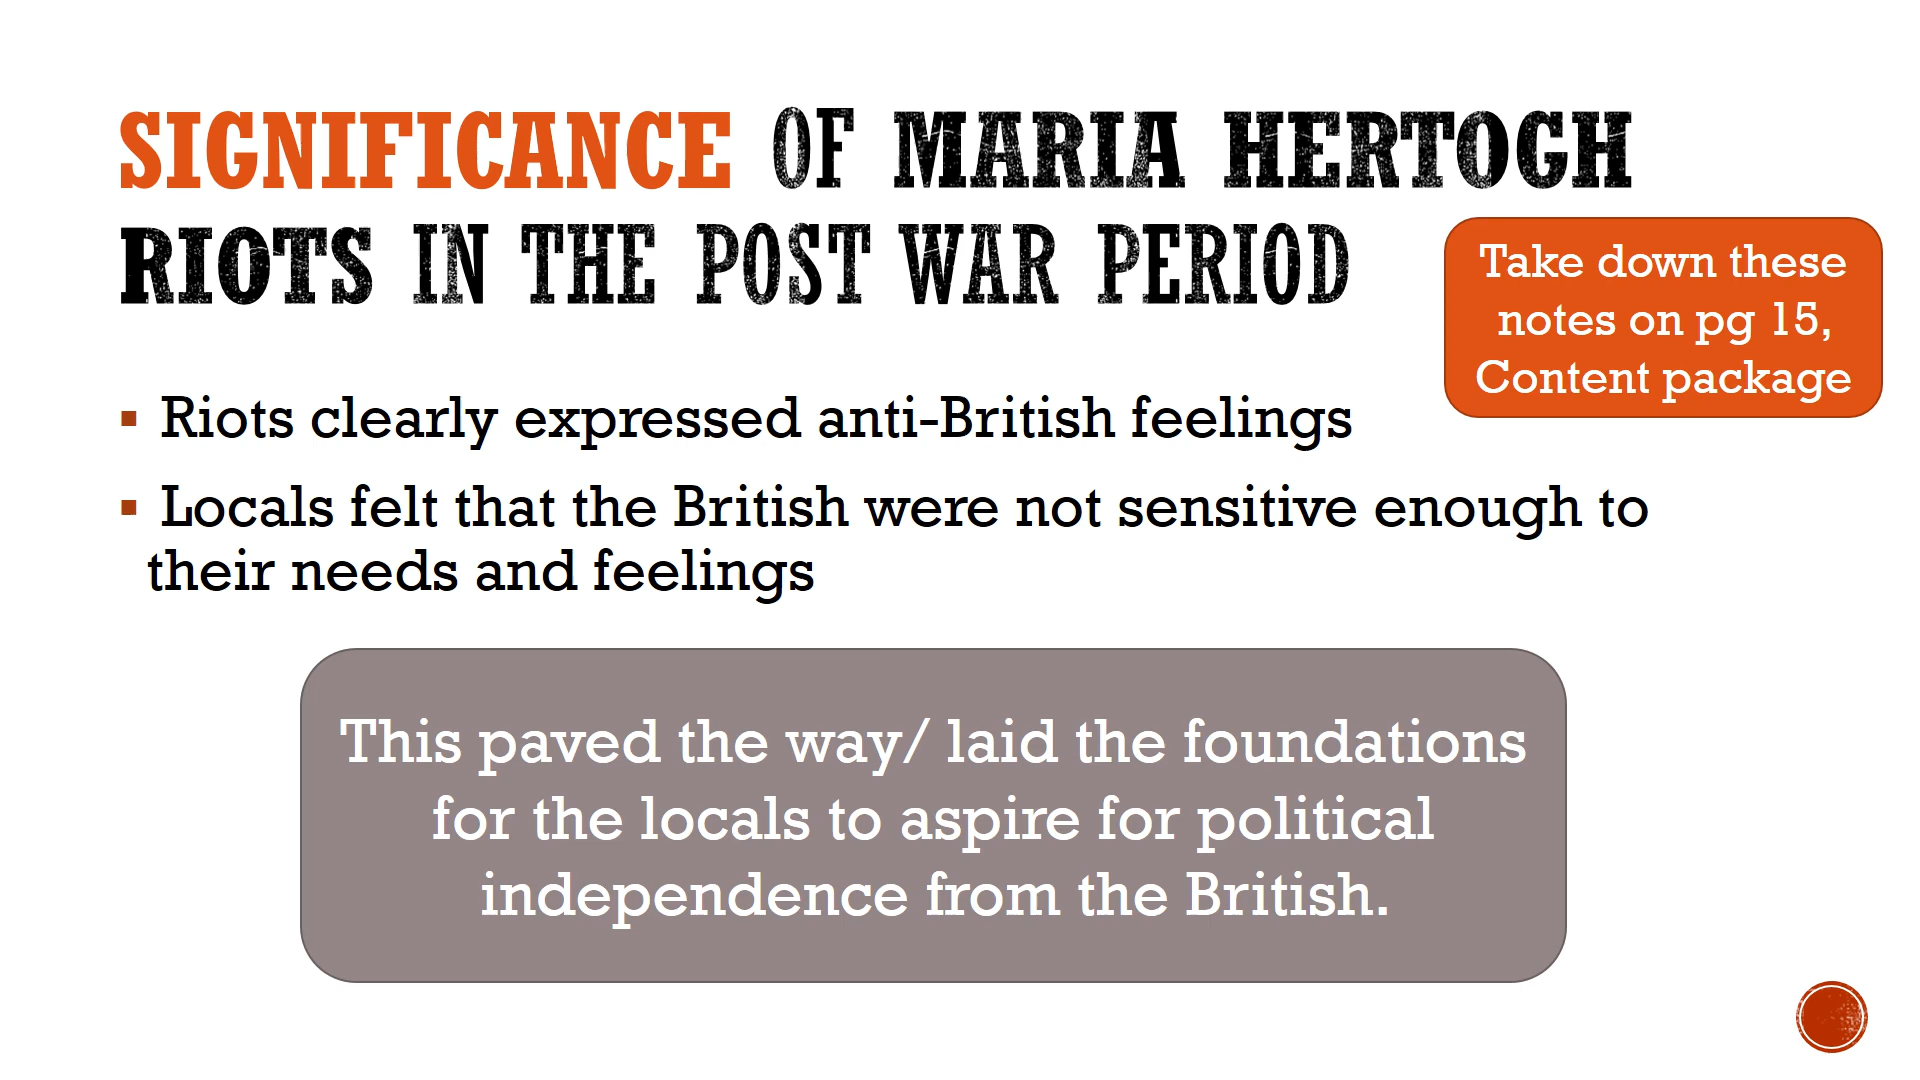 SIGNIFICANCE OF MARIA HERTOGH
RIOTS IN THE POST WAR PERIOD
Take down these
notes on pg 15,
Content package
▪ Riots clearly expressed anti-British feelings
▪ Locals felt that the British were not sensitive enough to
their needs and feelings
This paved the way/ laid the foundations
for the locals to aspire for political
independence from the British.